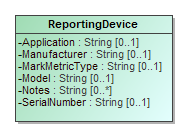 ReportingDevice
-Application : String [0..1]
-Manufacturer : String [0..1]
-MarkMetricType : String [0..1]
-Model : String [0..1]
-Notes : String [0..*]
-SerialNumber : String [0..1]